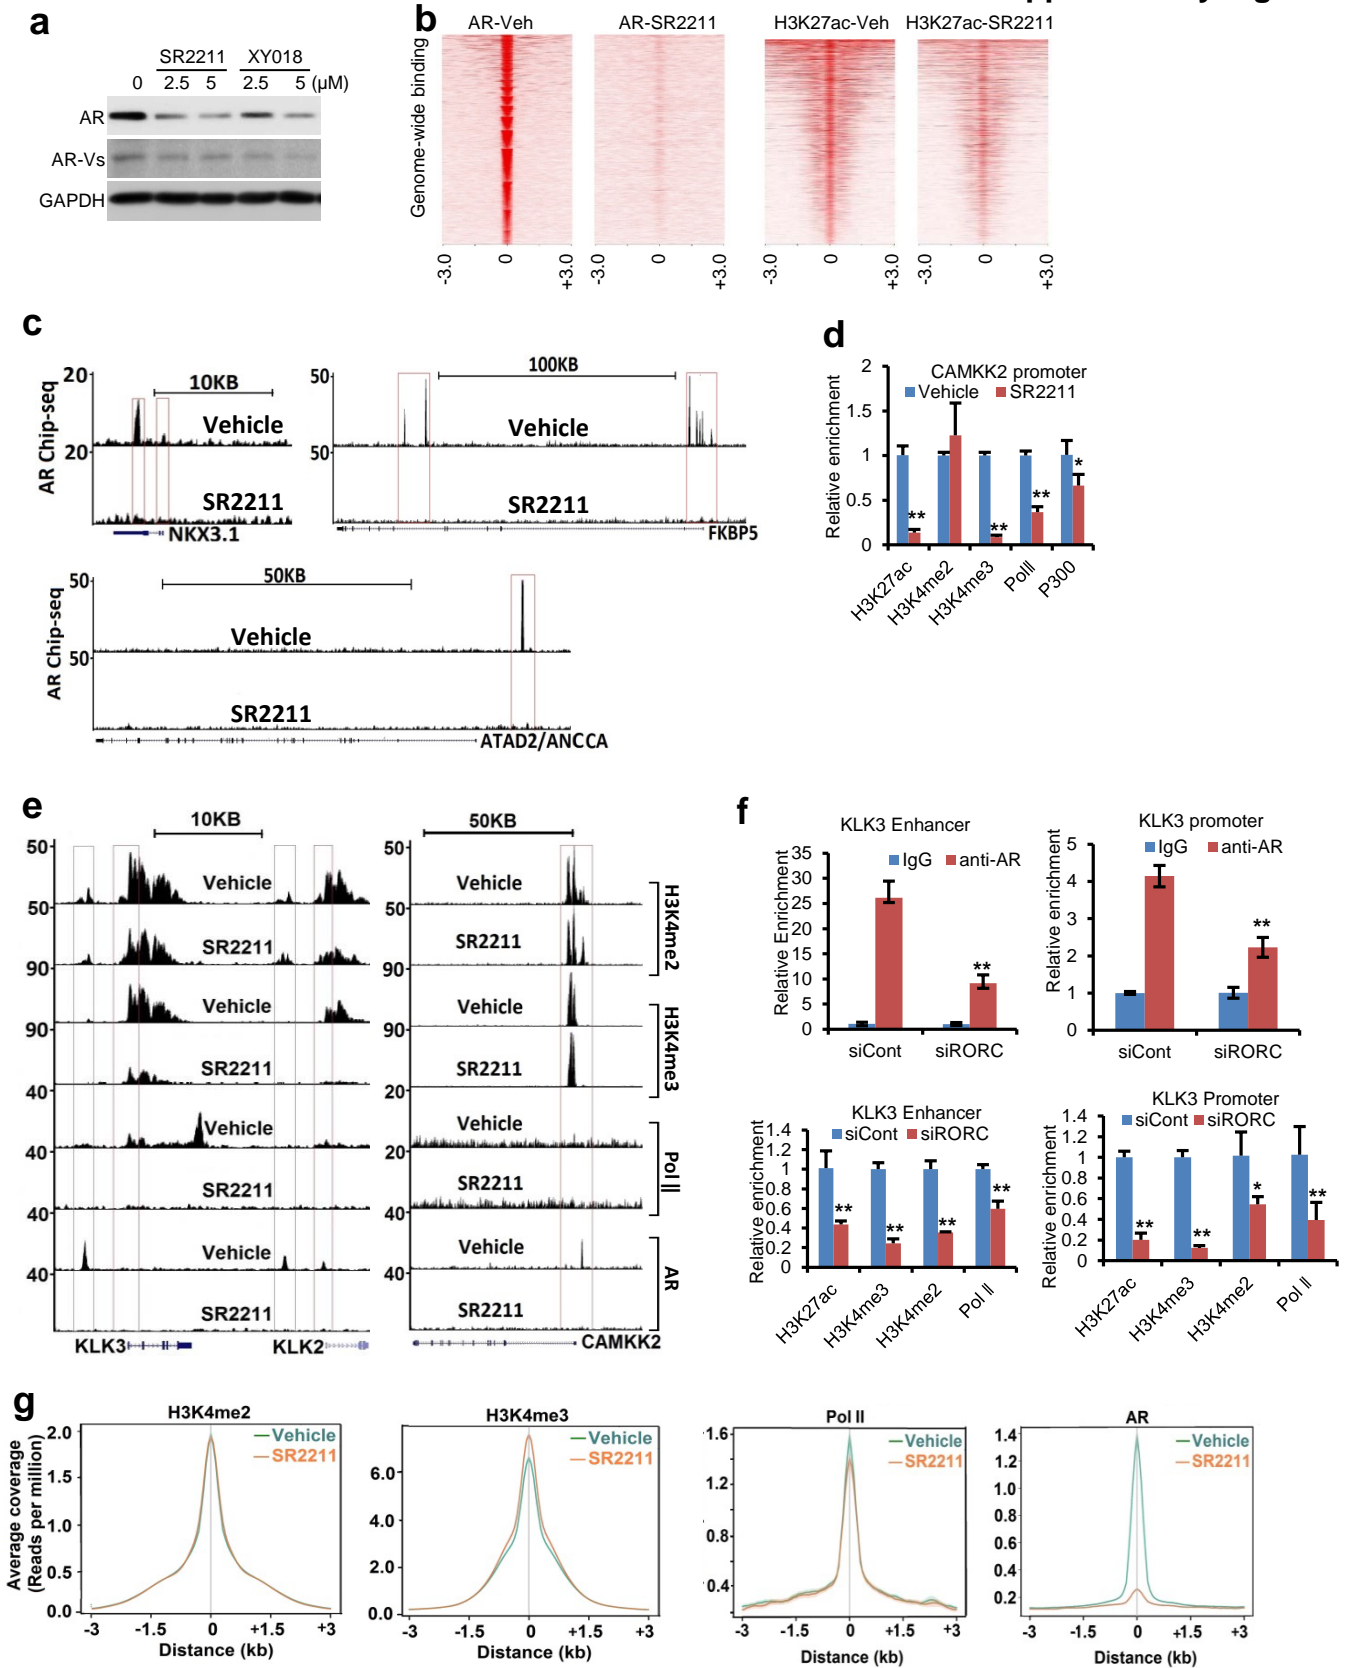 a
SR2211 XY018
0 2.5 5 2.5 5 (μM)
AR
AR-Vs
GAPDH
b
AR-Veh AR-SR2211 H3K27ac-Veh H3K27ac-SR2211
Genome-wide binding
-3.0 0 +3.0 -3.0 0 +3.0 -3.0 0 +3.0 -3.0 0 +3.0
c
AR Chip-seq
20
10KB
Vehicle
20
SR2211
NKX3.1
50
100KB
Vehicle
50
SR2211
FKBP5
AR Chip-seq
50
50KB
Vehicle
50
SR2211
ATAD2/ANCCA
d
CAMKK2 promoter
Vehicle SR2211
Relative enrichment
2
1.5
1
0.5
0
** ** ** *
H3K27ac H3K4me2 H3K4me3 PolII P300
e
10KB 50KB
50 Vehicle 50 Vehicle
50 SR2211 50 SR2211
H3K4me2
90 Vehicle 90 Vehicle
90 SR2211 90 SR2211
H3K4me3
40 Vehicle 20 Vehicle
40 SR2211 20 SR2211
Pol II
40 Vehicle 40 Vehicle
40 SR2211 40 SR2211
AR
KLK3 KLK2 CAMKK2
f
KLK3 Enhancer
IgG anti-AR
Relative Enrichment
35
30
25
20
15
10
5
0
**
siCont siRORC
KLK3 promoter
IgG anti-AR
Relative enrichment
5
4
3
2
1
0
**
siCont siRORC
KLK3 Enhancer
siCont siRORC
Relative enrichment
1.4
1.2
1
0.8
0.6
0.4
0.2
0
** ** ** **
H3K27ac H3K4me3 H3K4me2 Pol II
KLK3 Promoter
siCont siRORC
Relative enrichment
1.4
1.2
1
0.8
0.6
0.4
0.2
0
** ** * **
H3K27ac H3K4me3 H3K4me2 Pol II
g
Average coverage
(Reads per million)
H3K4me2
Vehicle
SR2211
2.0
1.5
1.0
0.5
0.0
-3 -1.5 0 +1.5 +3
Distance (kb)
H3K4me3
Vehicle
SR2211
6.0
4.0
2.0
0.0
-3 -1.5 0 +1.5 +3
Distance (kb)
Pol II
Vehicle
SR2211
1.6
1.2
0.8
0.4
-3 -1.5 0 +1.5 +3
Distance (kb)
AR
Vehicle
SR2211
1.4
1.2
1.0
0.8
0.6
0.4
0.2
-3 -1.5 0 +1.5 +3
Distance (kb)